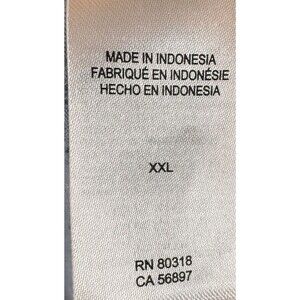 MADE IN INDONESIA
FABRIQUÉ EN INDONÉSIE
HECHO EN INDONESIA
XXL
RN 80318
CA 56897